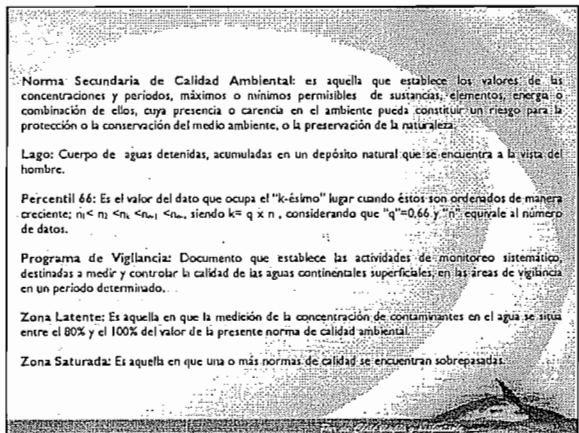 Norma Secundaria de Calidad Ambiental: es aquella que establece los valores de las
concentraciones y periodos, máximos o mínimos permisibles de sustancias, elementos, energía o
combinación de ellos, cuya presencia o carencia en el ambiente pueda constituir un riesgo para la
protección o la conservación del medio ambiente, o la preservación de la naturaleza.
Lago: Cuerpo de aguas detenidas, acumuladas en un depósito natural que se encuentra a la vista del
hombre.
Percentil 66: Es el valor del dato que ocupa el "k-ésimo" lugar cuando éstos son ordenados de manera
creciente; n₁< n₂ <nₖ siendo k= q x n , considerando que "q"=0,66 y "n" equivale al número
de datos.
Programa de Vigilancia: Documento que establece las actividades de monitoreo sistemático,
destinadas a medir y controlar la calidad de las aguas continentales superficiales, en las áreas de vigilancia
en un periodo determinado.
Zona Latente: Es aquella en que la medición de la concentración de contaminantes en el agua se situa
entre el 80% y el 100% del valor de la presente norma de calidad ambiental.
Zona Saturada: Es aquella en que una o más normas de calidad se encuentran sobrepasadas.